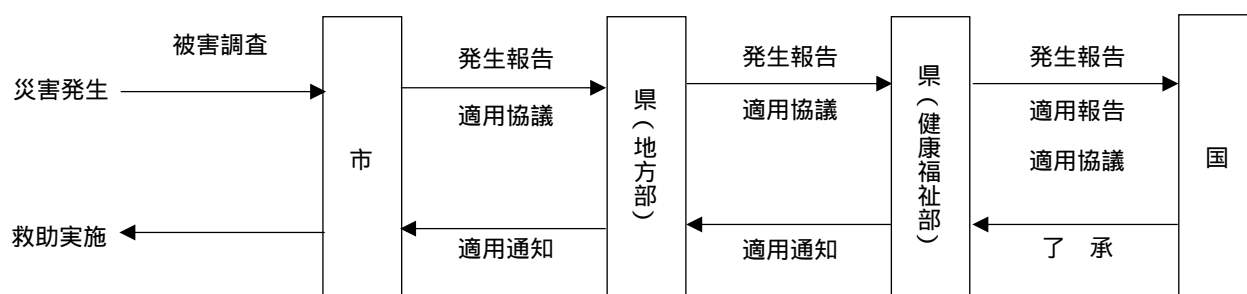 災害発生
被害調査
救助実施
市
発生報告
適用協議
適用通知
県（地方部）
発生報告
適用協議
適用通知
県（健康福祉部）
発生報告
適用報告
適用協議
了　承
国